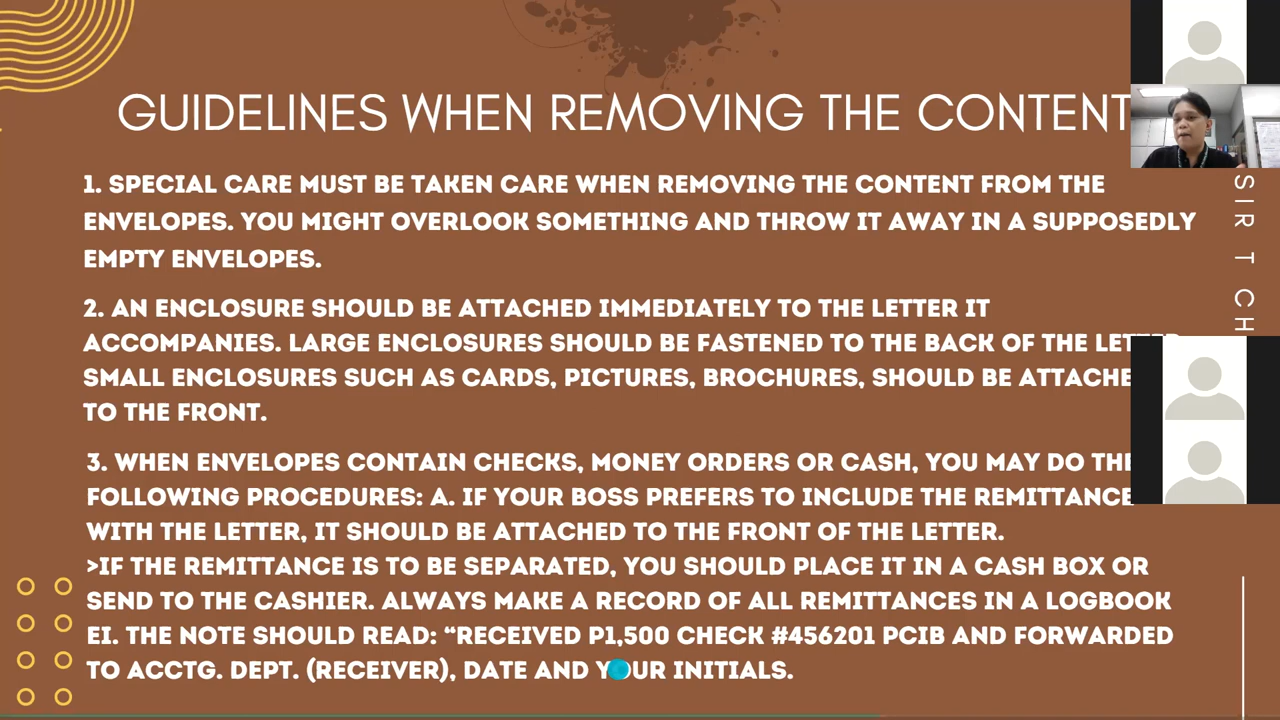 GUIDELINES WHEN REMOVING THE CONTENT
1. SPECIAL CARE MUST BE TAKEN CARE WHEN REMOVING THE CONTENT FROM THE
ENVELOPES. YOU MIGHT OVERLOOK SOMETHING AND THROW IT AWAY IN A SUPPOSEDLY
EMPTY ENVELOPES.
2. AN ENCLOSURE SHOULD BE ATTACHED IMMEDIATELY TO THE LETTER IT
ACCOMPANIES. LARGE ENCLOSURES SHOULD BE FASTENED TO THE BACK OF THE
SMALL ENCLOSURES SUCH AS CARDS, PICTURES, BROCHURES, SHOULD BE
TO THE FRONT.
3. WHEN ENVELOPES CONTAIN CHECKS, MONEY ORDERS OR CASH, YOU MAY DO THE
FOLLOWING PROCEDURES: A. IF YOUR BOSS PREFERS TO INCLUDE THE REMITTANCE
WITH THE LETTER, IT SHOULD BE ATTACHED TO THE FRONT OF THE LETTER.
>IF THE REMITTANCE IS TO BE SEPARATED, YOU SHOULD PLACE IT IN A CASH BOX OR
SEND TO THE CASHIER. ALWAYS MAKE A RECORD OF ALL REMITTANCES IN A LOGBOOK
EI. THE NOTE SHOULD READ: “RECEIVED P1,500 CHECK #456201 PCIB AND FORWARDED
TO ACCTG. DEPT. (RECEIVER), DATE AND YOUR INITIALS.
SIR T CH